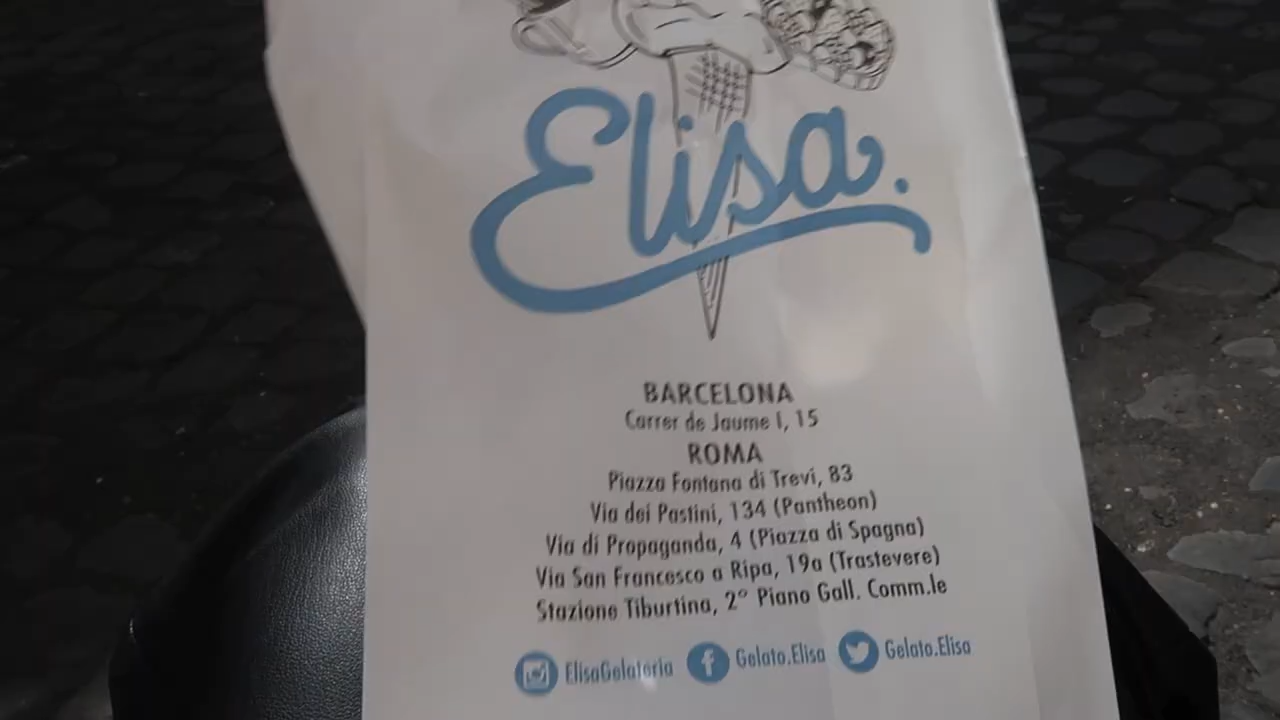 Elisa.
BARCELONA
Carrer de Jaume I, 15
ROMA
Piazza Fontana di Trevi, 83
Via dei Pastini, 134 (Pantheon)
Via di Propaganda, 4 (Piazza di Spagna)
Via San Francesco a Ripa, 19a (Trastevere)
Stazione Tiburtina, 2° Piano Gall. Comm.le
ElisaGelateria Gelato.Elisa Gelato.Elisa